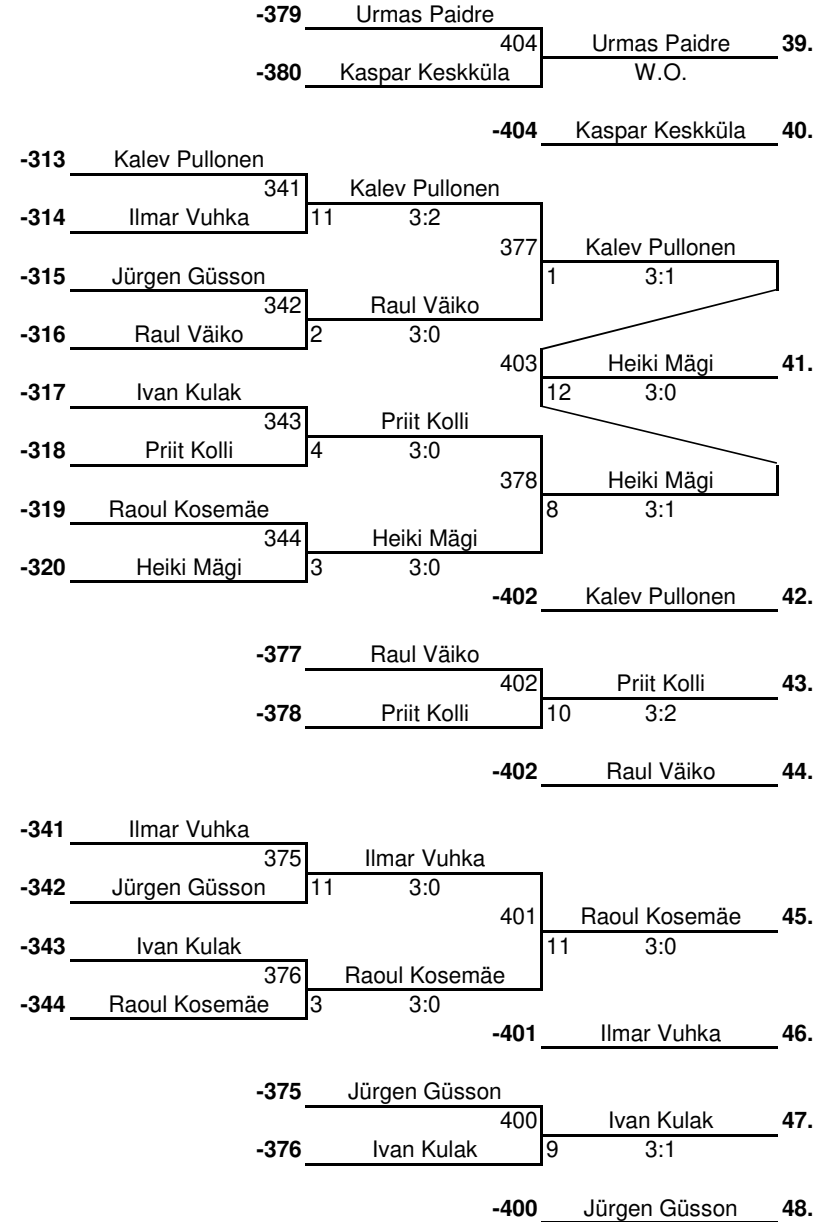 -379 Urmas Paidre
404 Urmas Paidre 39.
-380 Kaspar Keskküla W.O.
-404 Kaspar Keskküla 40.
-313 Kalev Pullonen
341 Kalev Pullonen
-314 Ilmar Vuhka 11 3:2
377 Kalev Pullonen
-315 Jürgen Güsson 1 3:1
342 Raul Väiko
-316 Raul Väiko 2 3:0
403 Heiki Mägi 41.
-317 Ivan Kulak 12 3:0
343 Priit Kolli
-318 Priit Kolli 4 3:0
378 Heiki Mägi
-319 Raoul Kosemäe 8 3:1
344 Heiki Mägi
-320 Heiki Mägi 3 3:0
-402 Kalev Pullonen 42.
-377 Raul Väiko
402 Priit Kolli 43.
-378 Priit Kolli 10 3:2
-402 Raul Väiko 44.
-341 Ilmar Vuhka
375 Ilmar Vuhka
-342 Jürgen Güsson 11 3:0
401 Raoul Kosemäe 45.
-343 Ivan Kulak 11 3:0
376 Raoul Kosemäe
-344 Raoul Kosemäe 3 3:0
-401 Ilmar Vuhka 46.
-375 Jürgen Güsson
400 Ivan Kulak 47.
-376 Ivan Kulak 9 3:1
-400 Jürgen Güsson 48.